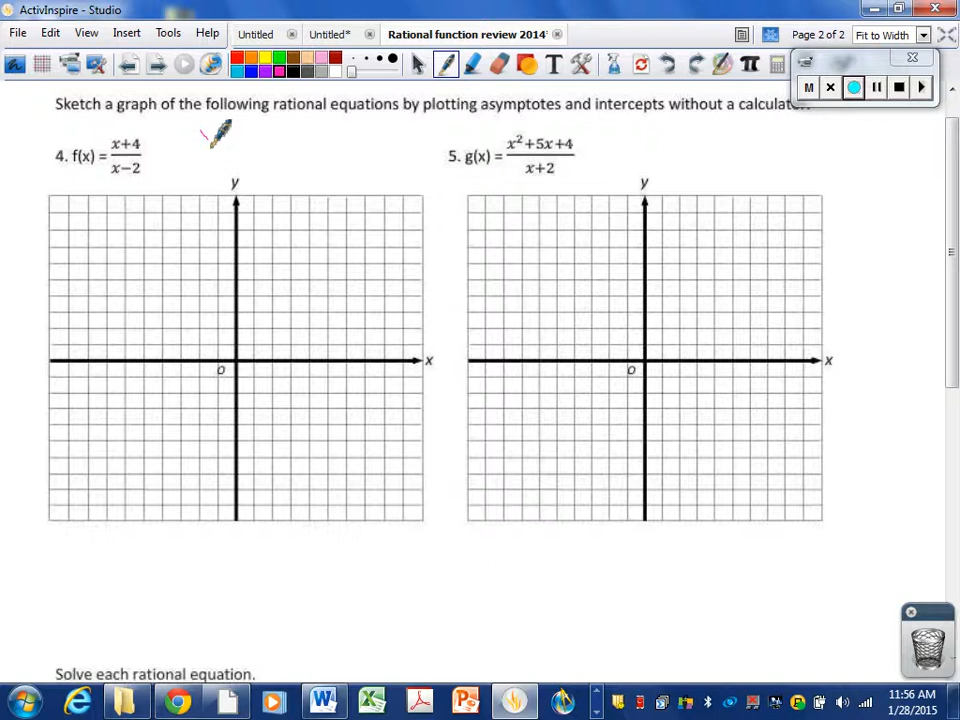 ActivInspire - Studio
File Edit View Insert Tools Help Untitled Untitled* Rational function review 2014* Page 2 of 2 Fit to Width
M
T π
Sketch a graph of the following rational equations by plotting asymptotes and intercepts without a calculator.
4. f(x) = x+4/x−2
5. g(x) = x²+5x+4/x+2
y y
x x
O O
Solve each rational equation.
11:56 AM
1/28/2015